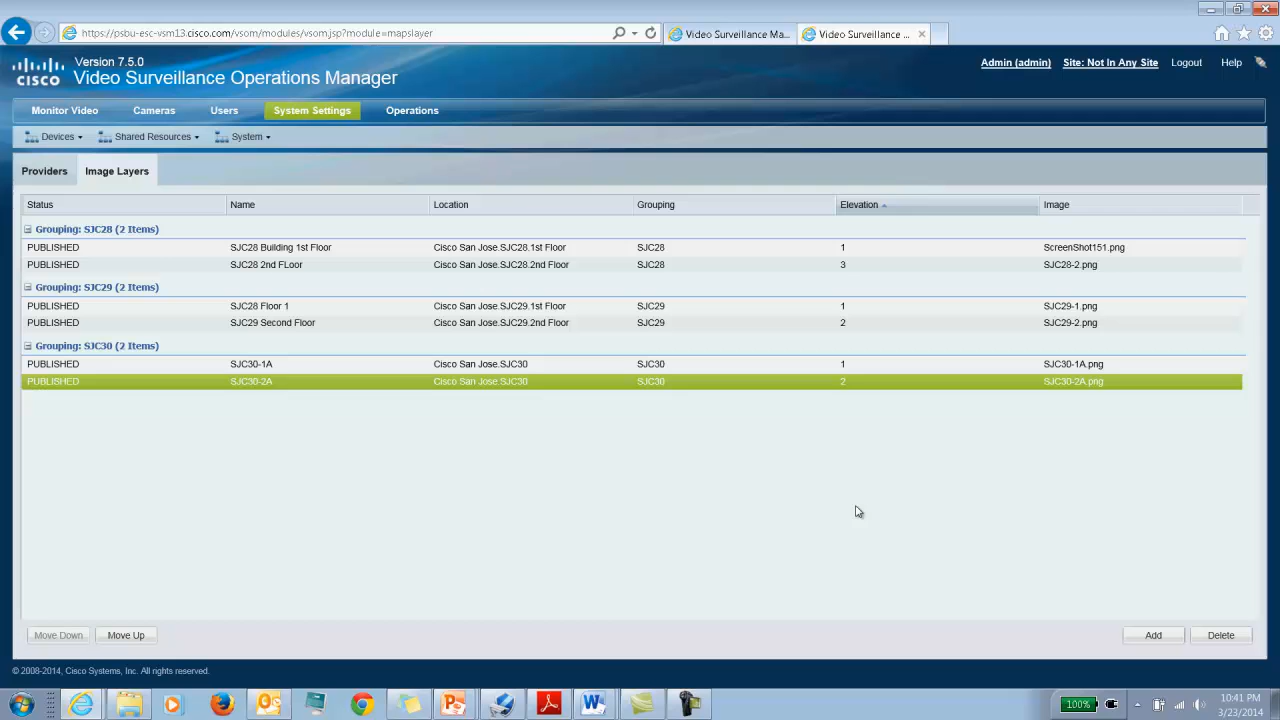 https://psbu-esc-vsm13.cisco.com/vsom/modules/vsom.jsp?module=mapslayer
Video Surveillance Ma...
Video Surveillance ...
cisco
Version 7.5.0
Video Surveillance Operations Manager
Admin (admin) Site: Not In Any Site Logout Help
Monitor Video Cameras Users System Settings Operations
Devices Shared Resources System
Providers Image Layers
Status Name Location Grouping Elevation Image
Grouping: SJC28 (2 Items)
PUBLISHED SJC28 Building 1st Floor Cisco San Jose.SJC28.1st Floor SJC28 1 ScreenShot151.png
PUBLISHED SJC28 2nd FLoor Cisco San Jose.SJC28.2nd Floor SJC28 3 SJC28-2.png
Grouping: SJC29 (2 Items)
PUBLISHED SJC28 Floor 1 Cisco San Jose.SJC29.1st Floor SJC29 1 SJC29-1.png
PUBLISHED SJC29 Second Floor Cisco San Jose.SJC29.2nd Floor SJC29 2 SJC29-2.png
Grouping: SJC30 (2 Items)
PUBLISHED SJC30-1A Cisco San Jose.SJC30 SJC30 1 SJC30-1A.png
PUBLISHED SJC30-2A Cisco San Jose.SJC30 SJC30 2 SJC30-2A.png
Move Down Move Up Add Delete
© 2008-2014, Cisco Systems, Inc. All rights reserved.
100%
10:41 PM
3/23/2014